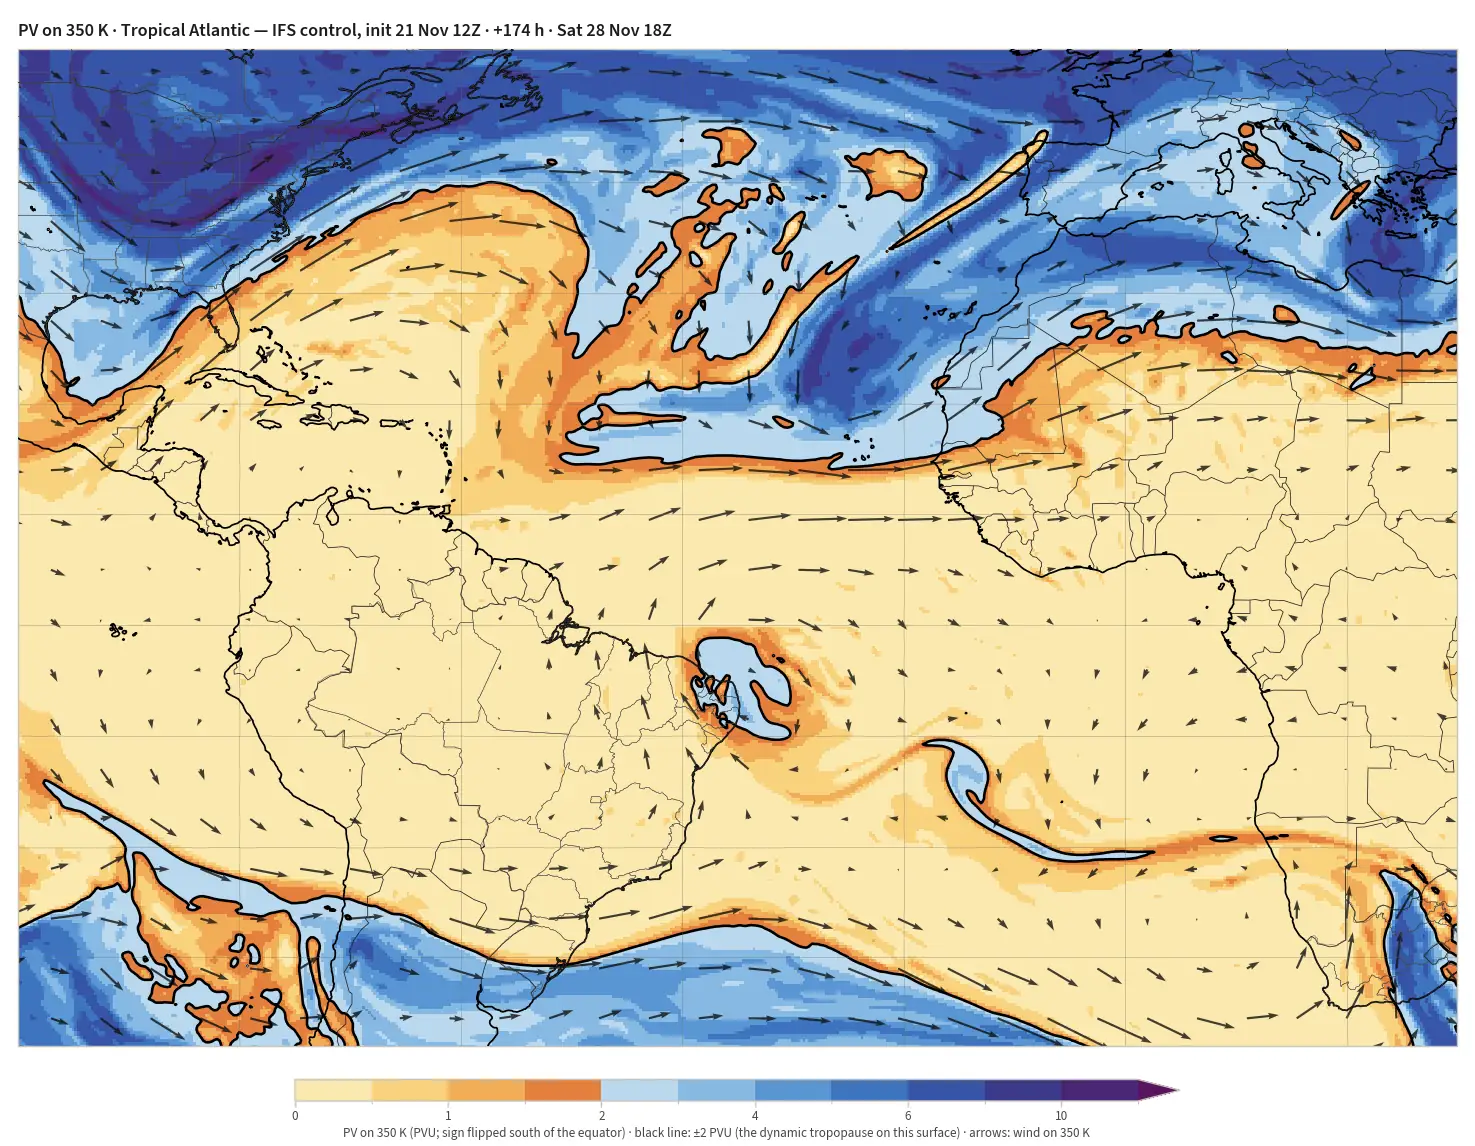 PV on 350 K · Tropical Atlantic — IFS control, init 21 Nov 12Z · +174 h · Sat 28 Nov 18Z
0 1 2 4 6 10
PV on 350 K (PVU; sign flipped south of the equator) · black line: ±2 PVU (the dynamic tropopause on this surface) · arrows: wind on 350 K